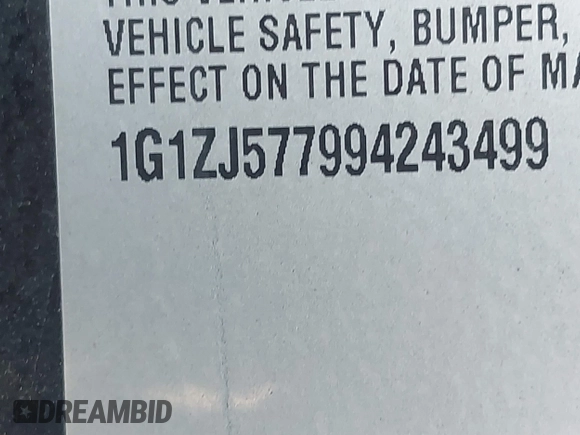 VEHICLE SAFETY, BUMPER,
EFFECT ON THE DATE OF
1G1ZJ577994243499
DREAMBID